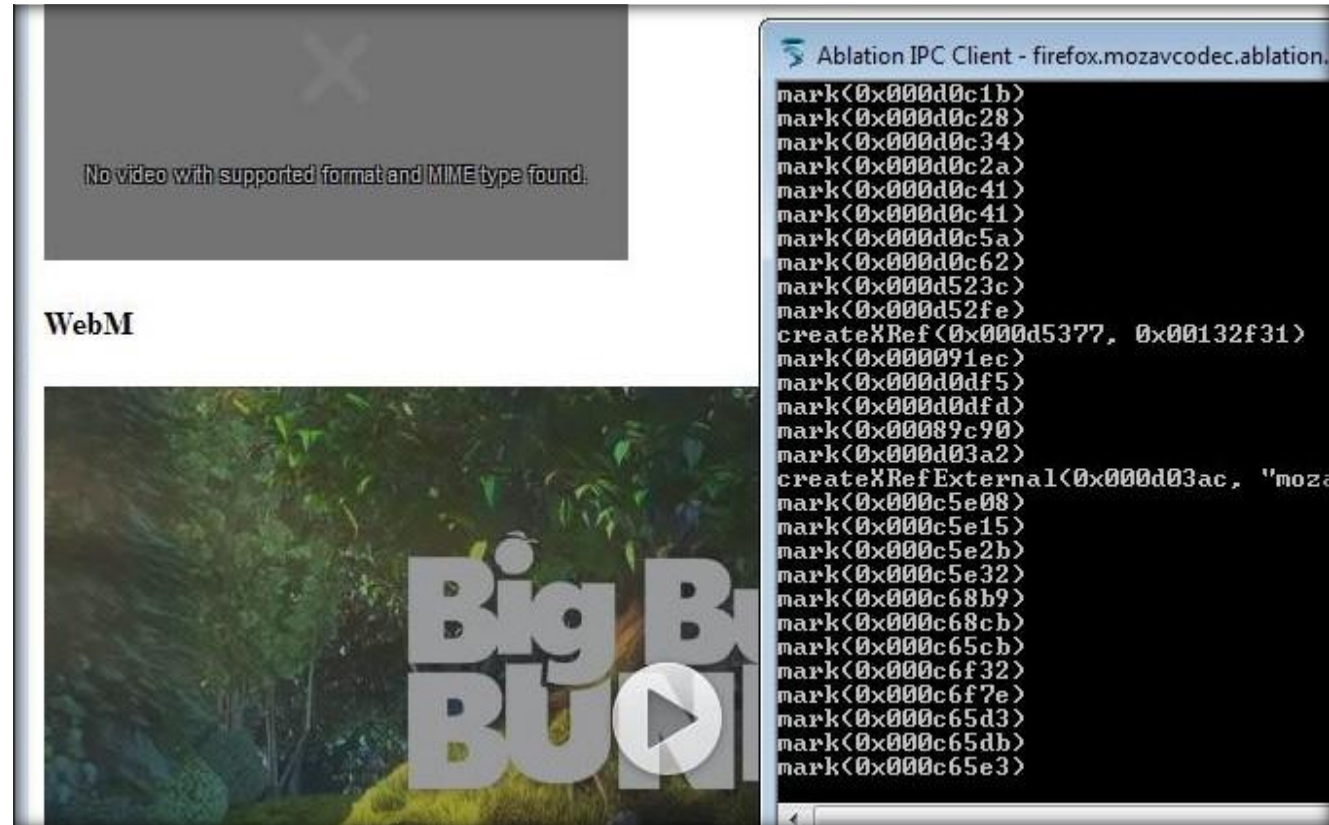 No video with supported format and MIME type found.
WebM
Big Bu
BUN
Ablation IPC Client - firefox.mozavcodec.ablation.
mark(0x000d0c1b)
mark(0x000d0c28)
mark(0x000d0c34)
mark(0x000d0c2a)
mark(0x000d0c41)
mark(0x000d0c41)
mark(0x000d0c5a)
mark(0x000d0c62)
mark(0x000d523c)
mark(0x000d52fe)
createXRef(0x000d5377, 0x00132f31)
mark(0x000091ec)
mark(0x000d0df5)
mark(0x000d0dfd)
mark(0x00089c90)
mark(0x000d03a2)
createXRefExternal(0x000d03ac, "moza
mark(0x000c5e08)
mark(0x000c5e15)
mark(0x000c5e2b)
mark(0x000c5e32)
mark(0x000c68b9)
mark(0x000c68cb)
mark(0x000c65cb)
mark(0x000c6f32)
mark(0x000c6f7e)
mark(0x000c65d3)
mark(0x000c65db)
mark(0x000c65e3)